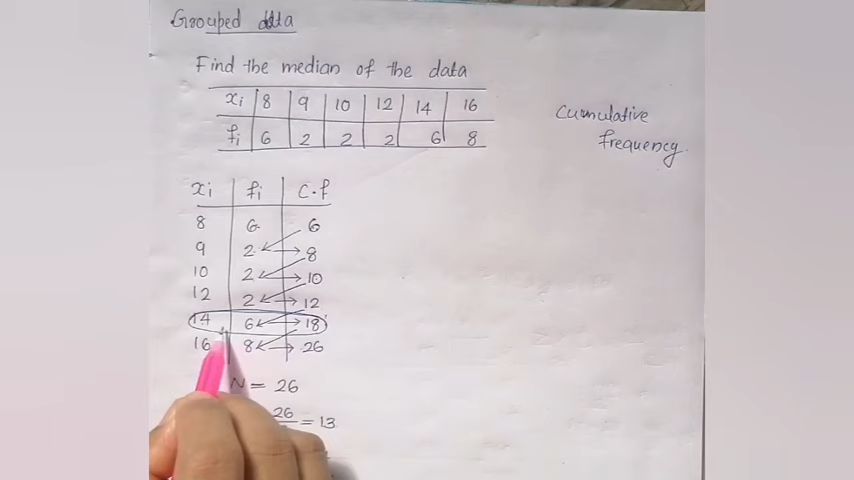 Grouped data
Find the median of the data
xi 8 9 10 12 14 16
fi 6 2 2 2 6 8
Cumulative
frequency
xi fi C.f
8 6 6
9 2 8
10 2 10
12 2 12
14 6 18
16 8 26
N = 26
26 = 13